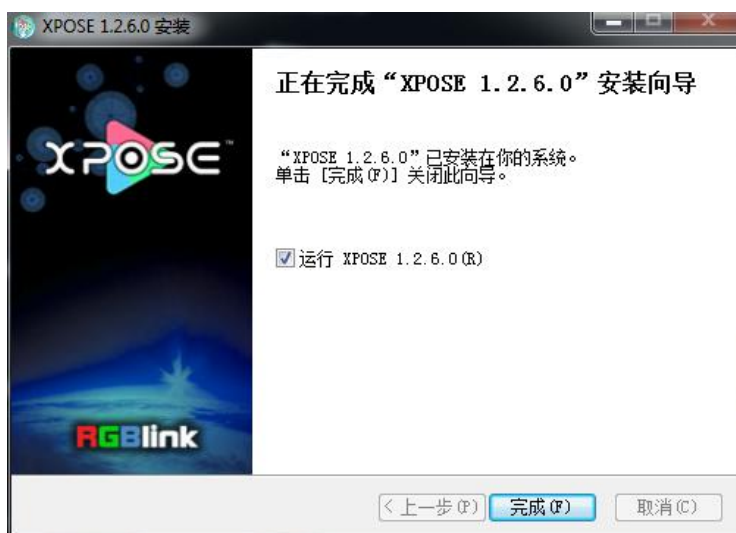 XPOSE 1.2.6.0 安装
XPOSE™
RGBlink
正在完成“XPOSE 1.2.6.0”安装向导
“XPOSE 1.2.6.0”已安装在你的系统。
单击 [完成(F)] 关闭此向导。
运行 XPOSE 1.2.6.0(R)
<上一步(P)
完成(F)
取消(C)